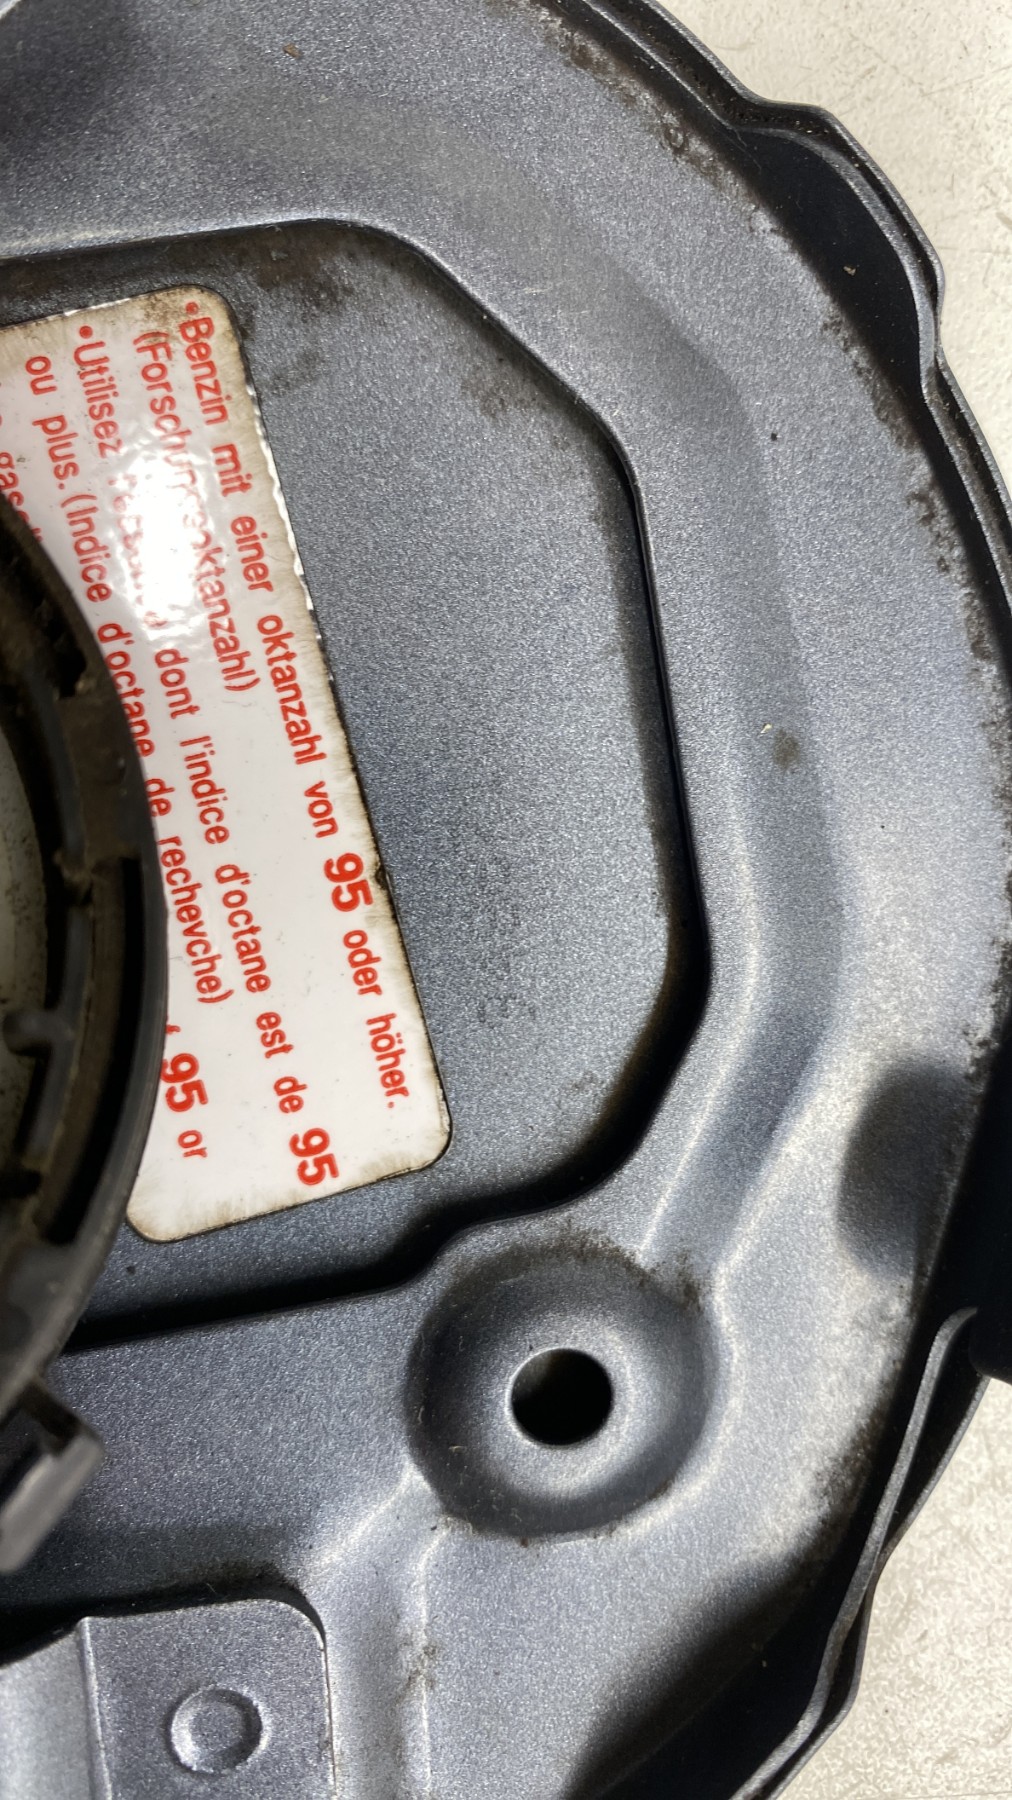 •Benzin mit einer oktanzahl von 95 oder höher.
(Forschungsoktanzahl)
•Utilisez dont l'indice d'octane est de 95
ou plus. (Indice d'octane de rechevche)
95 or